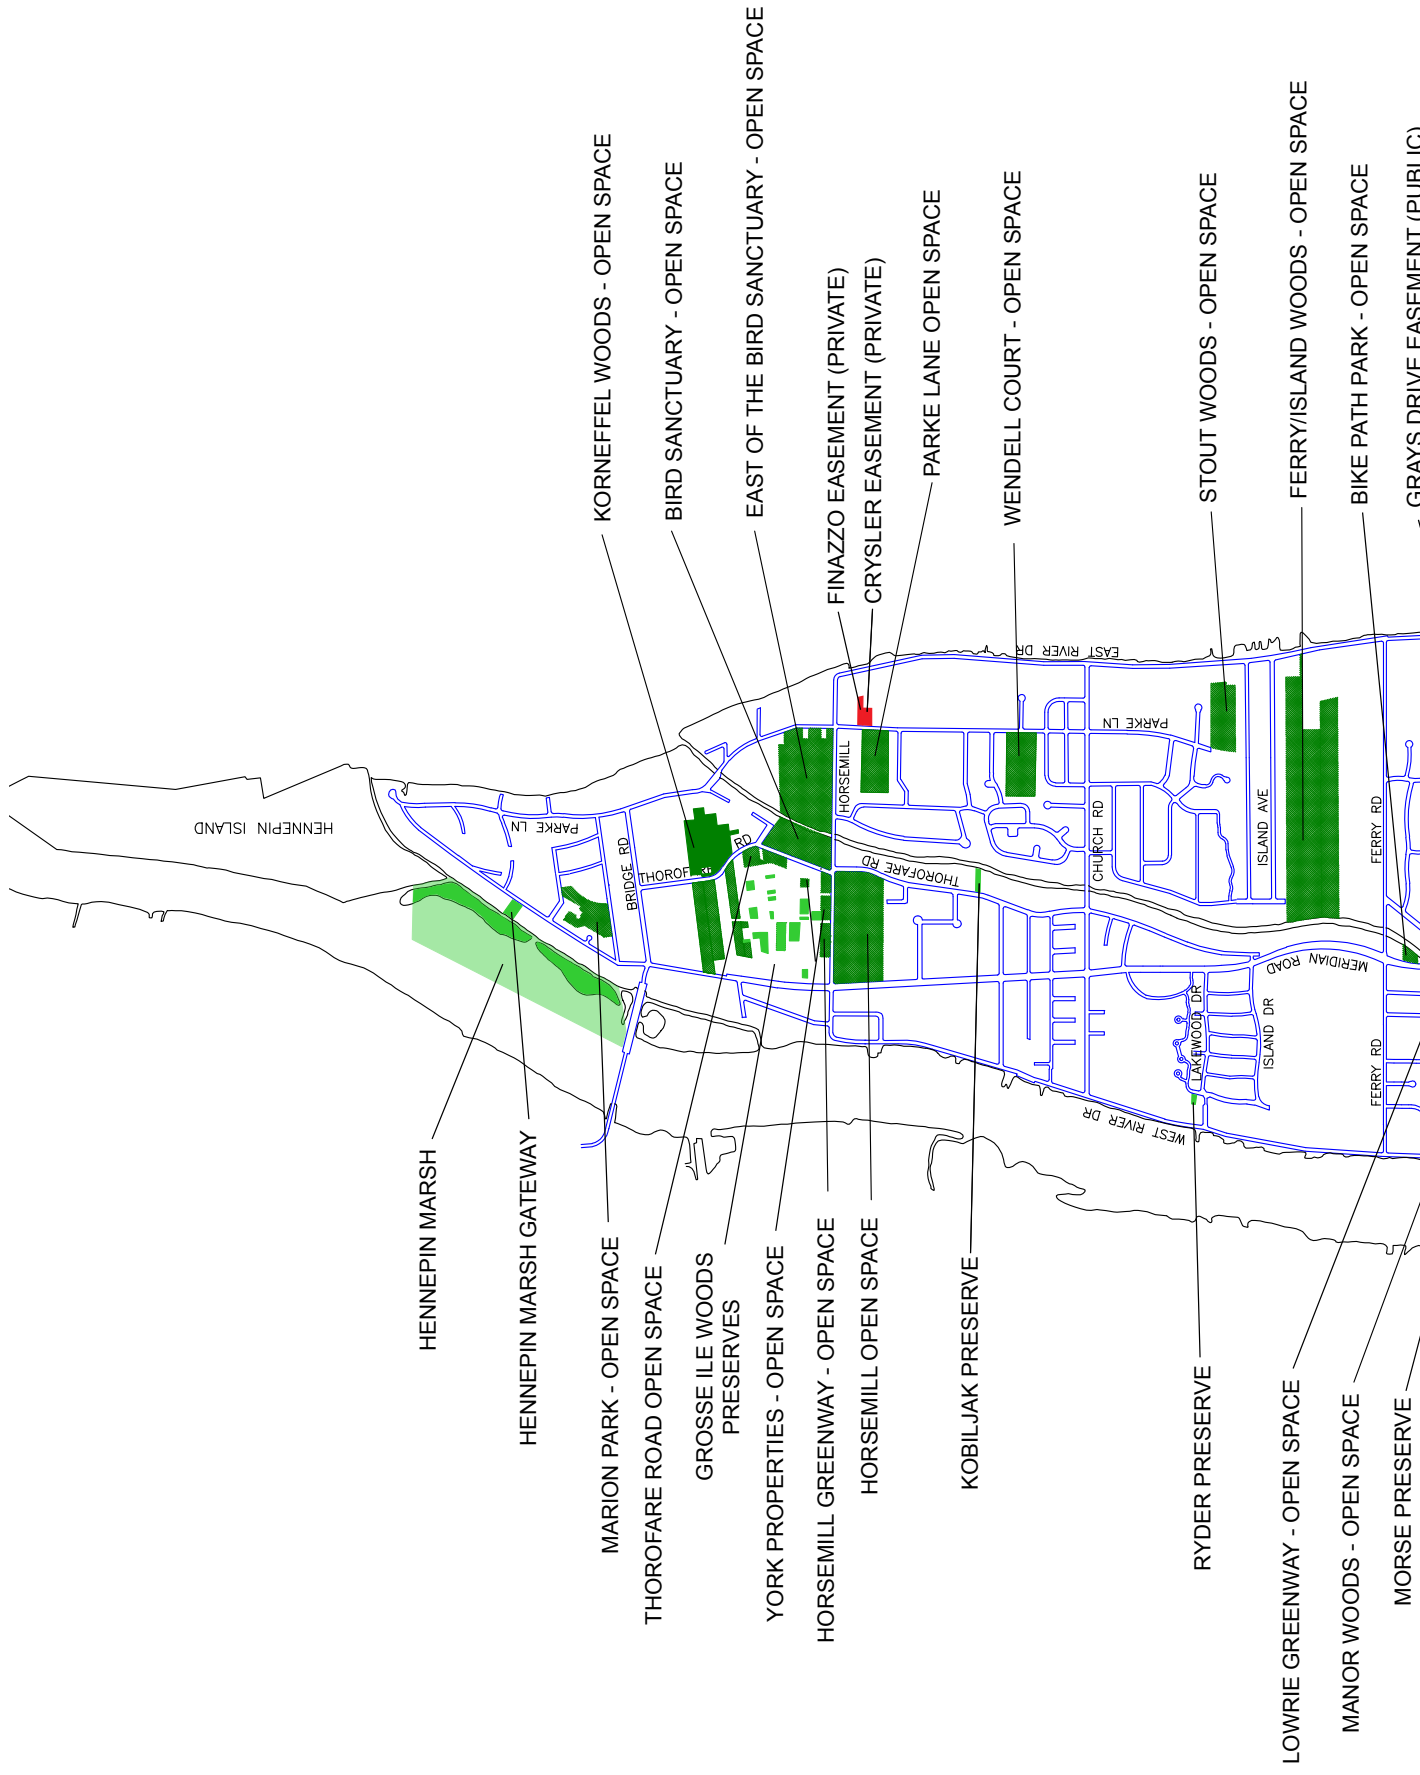 KORNEFFEL WOODS - OPEN SPACE
BIRD SANCTUARY - OPEN SPACE
EAST OF THE BIRD SANCTUARY - OPEN SPACE
FINAZZO EASEMENT (PRIVATE)
CRYSLER EASEMENT (PRIVATE)
PARKE LANE OPEN SPACE
WENDELL COURT - OPEN SPACE
STOUT WOODS - OPEN SPACE
FERRY/ISLAND WOODS - OPEN SPACE
BIKE PATH PARK - OPEN SPACE
GRAYS DRIVE EASEMENT (PUBLIC)
HENNEPIN ISLAND
PARKE LN
BRIDGE RD
THOROFARE RD
HORSEMILL
THOROFARE RD
EAST RIVER DR
PARKE LN
CHURCH RD
ISLAND AVE
FERRY RD
MERIDIAN ROAD
LAKEWOOD DR
ISLAND DR
FERRY RD
WEST RIVER DR
HENNEPIN MARSH
HENNEPIN MARSH GATEWAY
MARION PARK - OPEN SPACE
THOROFARE ROAD OPEN SPACE
GROSSE ILE WOODS
PRESERVES
YORK PROPERTIES - OPEN SPACE
HORSEMILL GREENWAY - OPEN SPACE
HORSEMILL OPEN SPACE
KOBILJAK PRESERVE
RYDER PRESERVE
LOWRIE GREENWAY - OPEN SPACE
MANOR WOODS - OPEN SPACE
MORSE PRESERVE